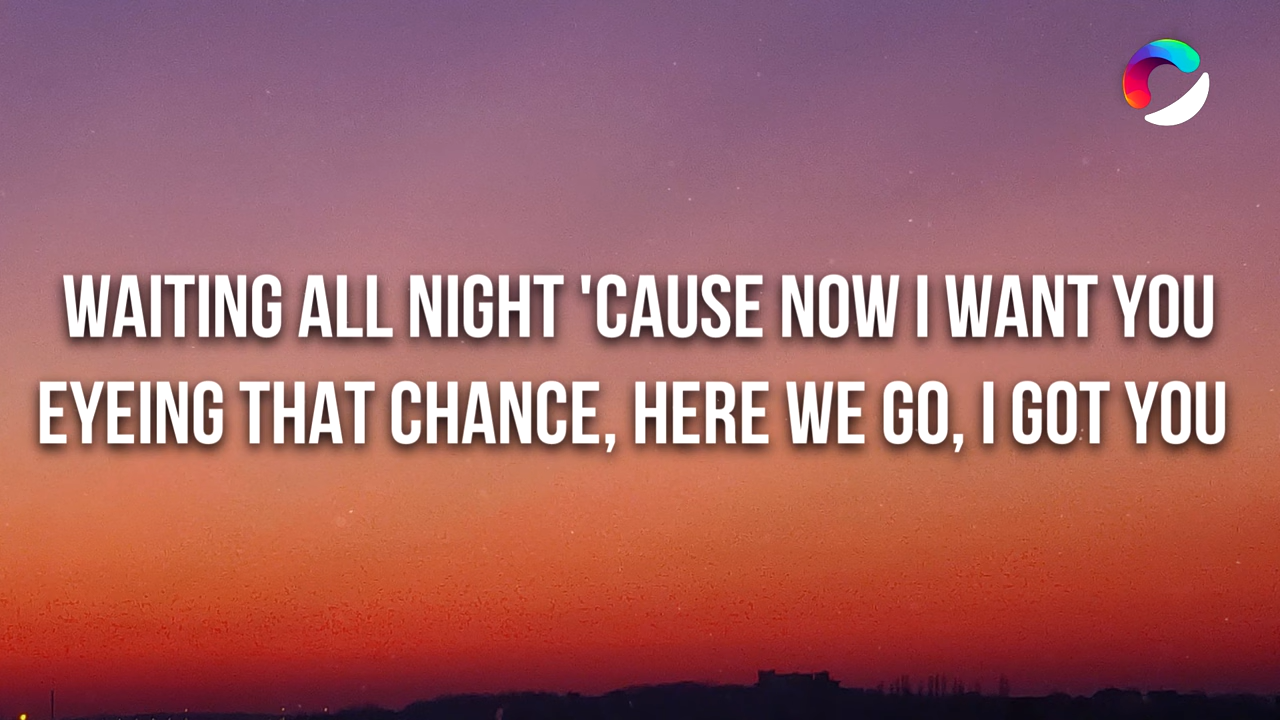 WAITING ALL NIGHT 'CAUSE NOW I WANT YOU
EYEING THAT CHANCE, HERE WE GO, I GOT YOU